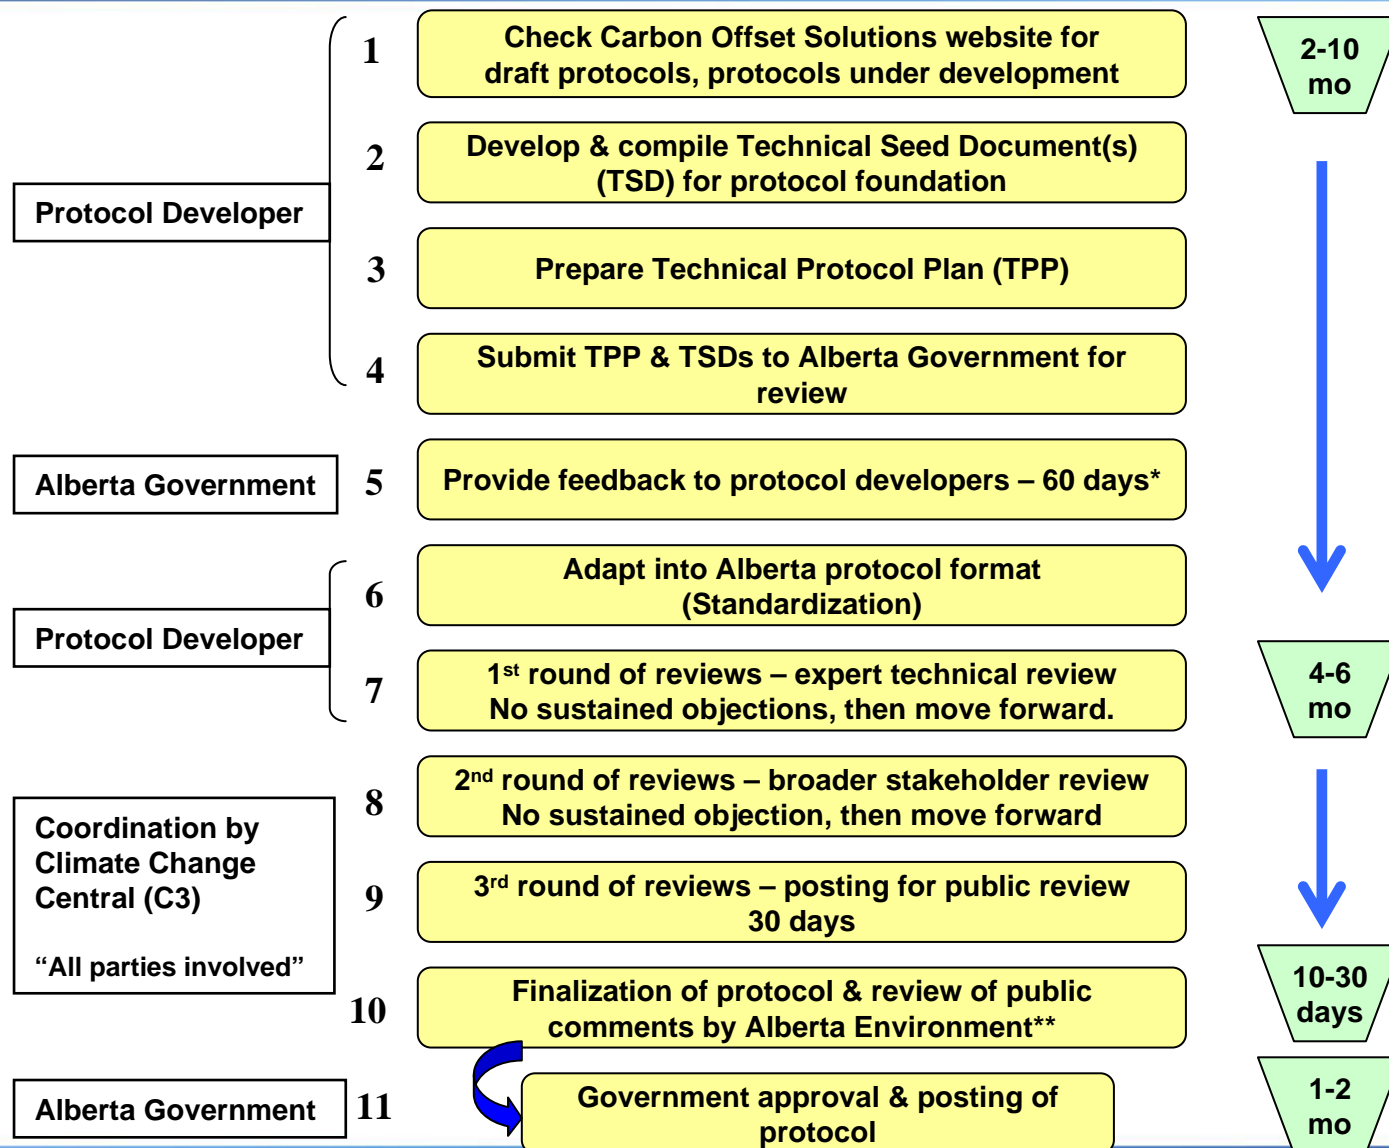 1
Check Carbon Offset Solutions website for
draft protocols, protocols under development
2-10
mo
2
Develop & compile Technical Seed Document(s)
(TSD) for protocol foundation
Protocol Developer
3
Prepare Technical Protocol Plan (TPP)
4
Submit TPP & TSDs to Alberta Government for
review
Alberta Government
5
Provide feedback to protocol developers – 60 days*
6
Adapt into Alberta protocol format
(Standardization)
Protocol Developer
7
1st round of reviews – expert technical review
No sustained objections, then move forward.
4-6
mo
8
2nd round of reviews – broader stakeholder review
No sustained objection, then move forward
Coordination by
Climate Change
Central (C3)
“All parties involved”
9
3rd round of reviews – posting for public review
30 days
10
Finalization of protocol & review of public
comments by Alberta Environment**
10-30
days
Alberta Government
11
Government approval & posting of
protocol
1-2
mo